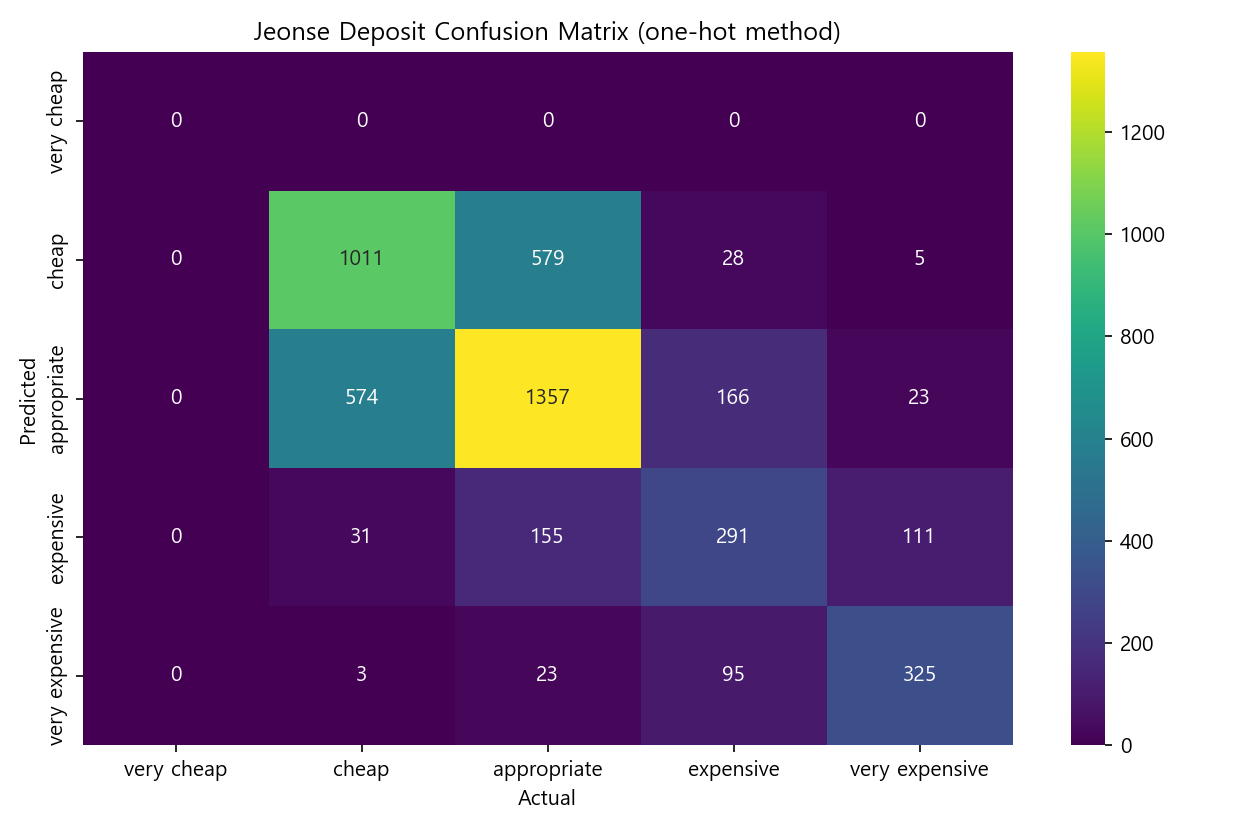 Jeonse Deposit Confusion Matrix (one-hot method)
Predicted
very cheap
0 0 0 0 0
cheap
0 1011 579 28 5
appropriate
0 574 1357 166 23
expensive
0 31 155 291 111
very expensive
0 3 23 95 325
very cheap cheap appropriate expensive very expensive
Actual
1200
1000
800
600
400
200
0